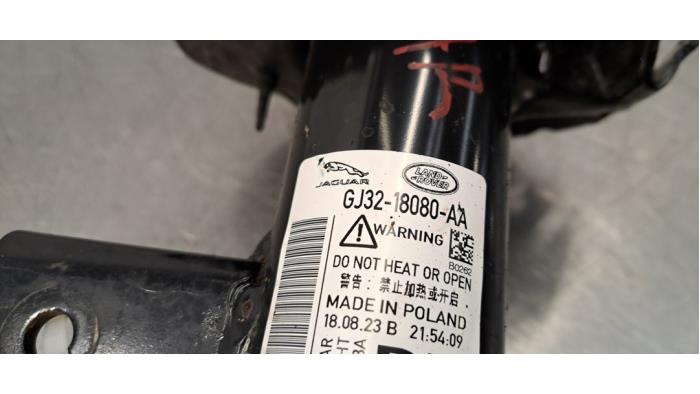 JAGUAR
LAND-
ROVER
GJ32-18080-AA
WARNING
B0262
DO NOT HEAT OR OPEN
警告：禁止加热或开启
MADE IN POLAND
18.08.23 B 21:54:09